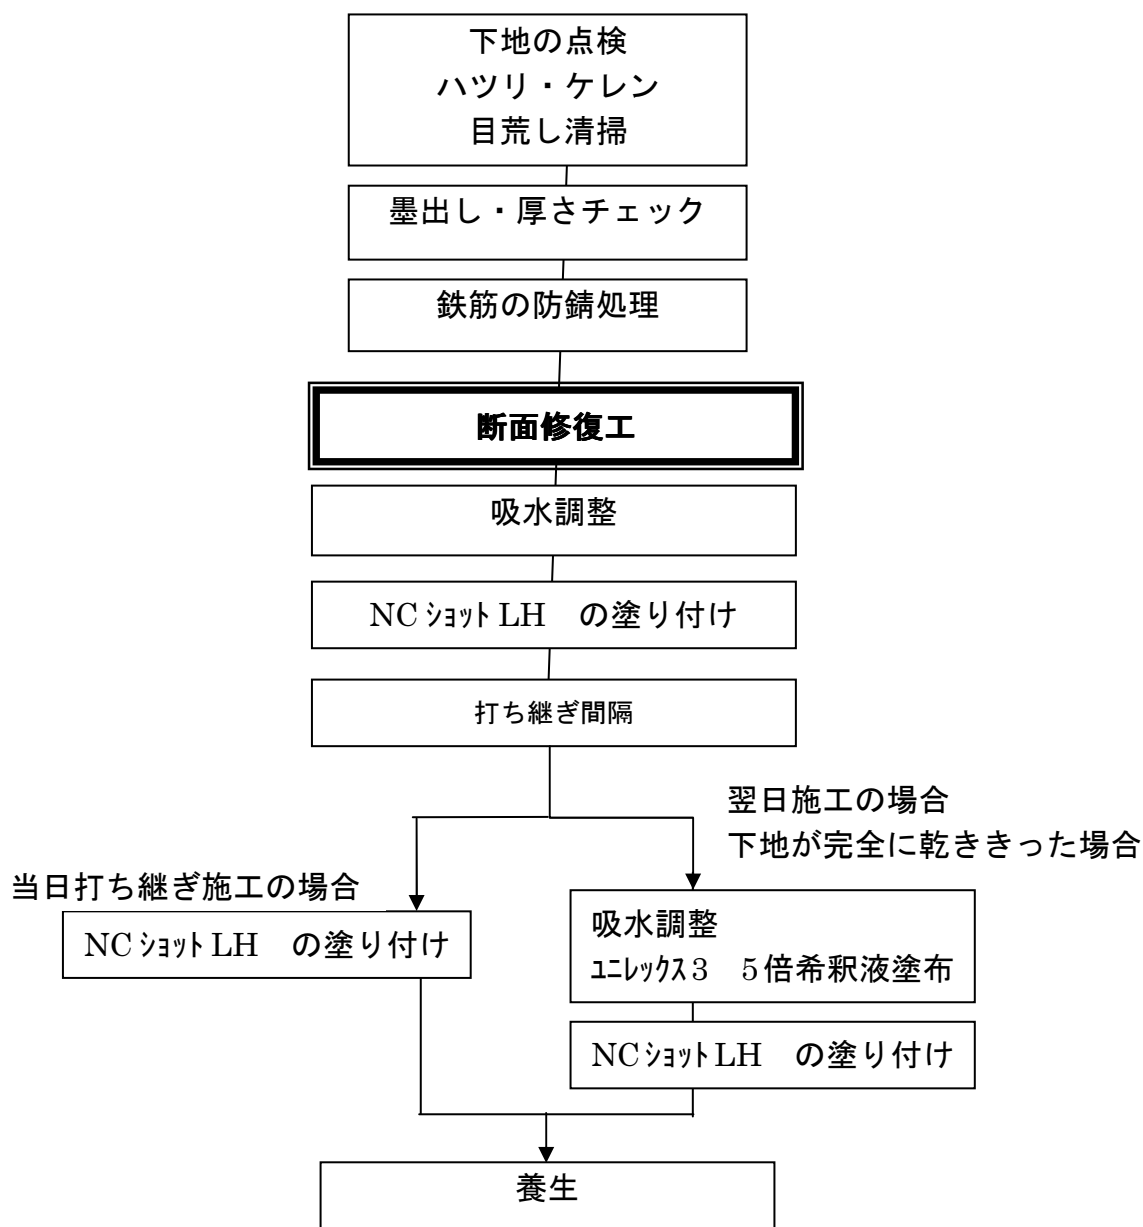 下地の点検
ハツリ・ケレン
目荒し清掃
墨出し・厚さチェック
鉄筋の防錆処理
断面修復工
吸水調整
NC ｼｮｯﾄ LH　の塗り付け
打ち継ぎ間隔
翌日施工の場合
下地が完全に乾ききった場合
当日打ち継ぎ施工の場合
NC ｼｮｯﾄ LH　の塗り付け
吸水調整
ﾕﾆﾚｯｸｽ 3　5倍希釈液塗布
NC ｼｮｯﾄ LH　の塗り付け
養生